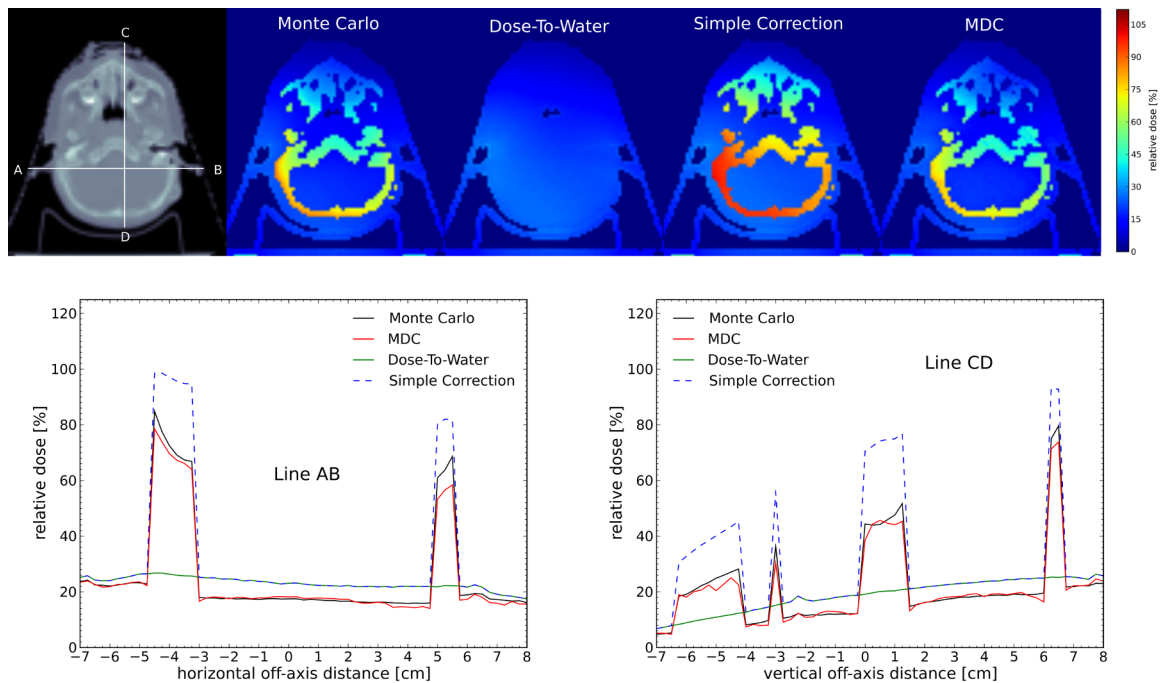 Monte Carlo
Dose-To-Water
Simple Correction
MDC
C
A
B
D
105
90
75
60
45
30
15
0
relative dose [%]
120
100
80
60
40
20
0
relative dose [%]
Monte Carlo
MDC
Dose-To-Water
Simple Correction
Line AB
−7 −6 −5 −4 −3 −2 −1 0 1 2 3 4 5 6 7 8
horizontal off-axis distance [cm]
120
100
80
60
40
20
0
relative dose [%]
Monte Carlo
MDC
Dose-To-Water
Simple Correction
Line CD
−7 −6 −5 −4 −3 −2 −1 0 1 2 3 4 5 6 7 8
vertical off-axis distance [cm]